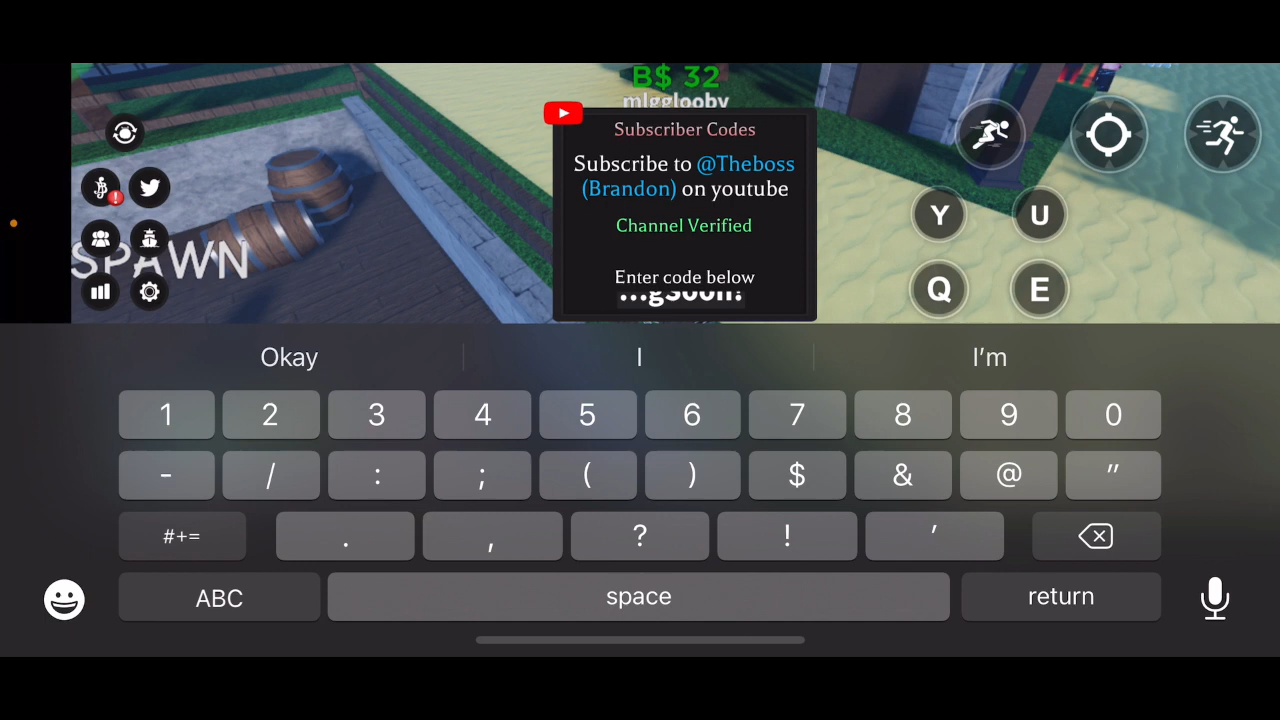 B$ 32
mlgglooby
Subscriber Codes
Subscribe to @Theboss
(Brandon) on youtube
Channel Verified
Enter code below
SPAWN
Y U
Q E
Okay I I’m
1 2 3 4 5 6 7 8 9 0
- / : ; ( ) $ & @ ”
#+= . , ? ! ’
ABC space return